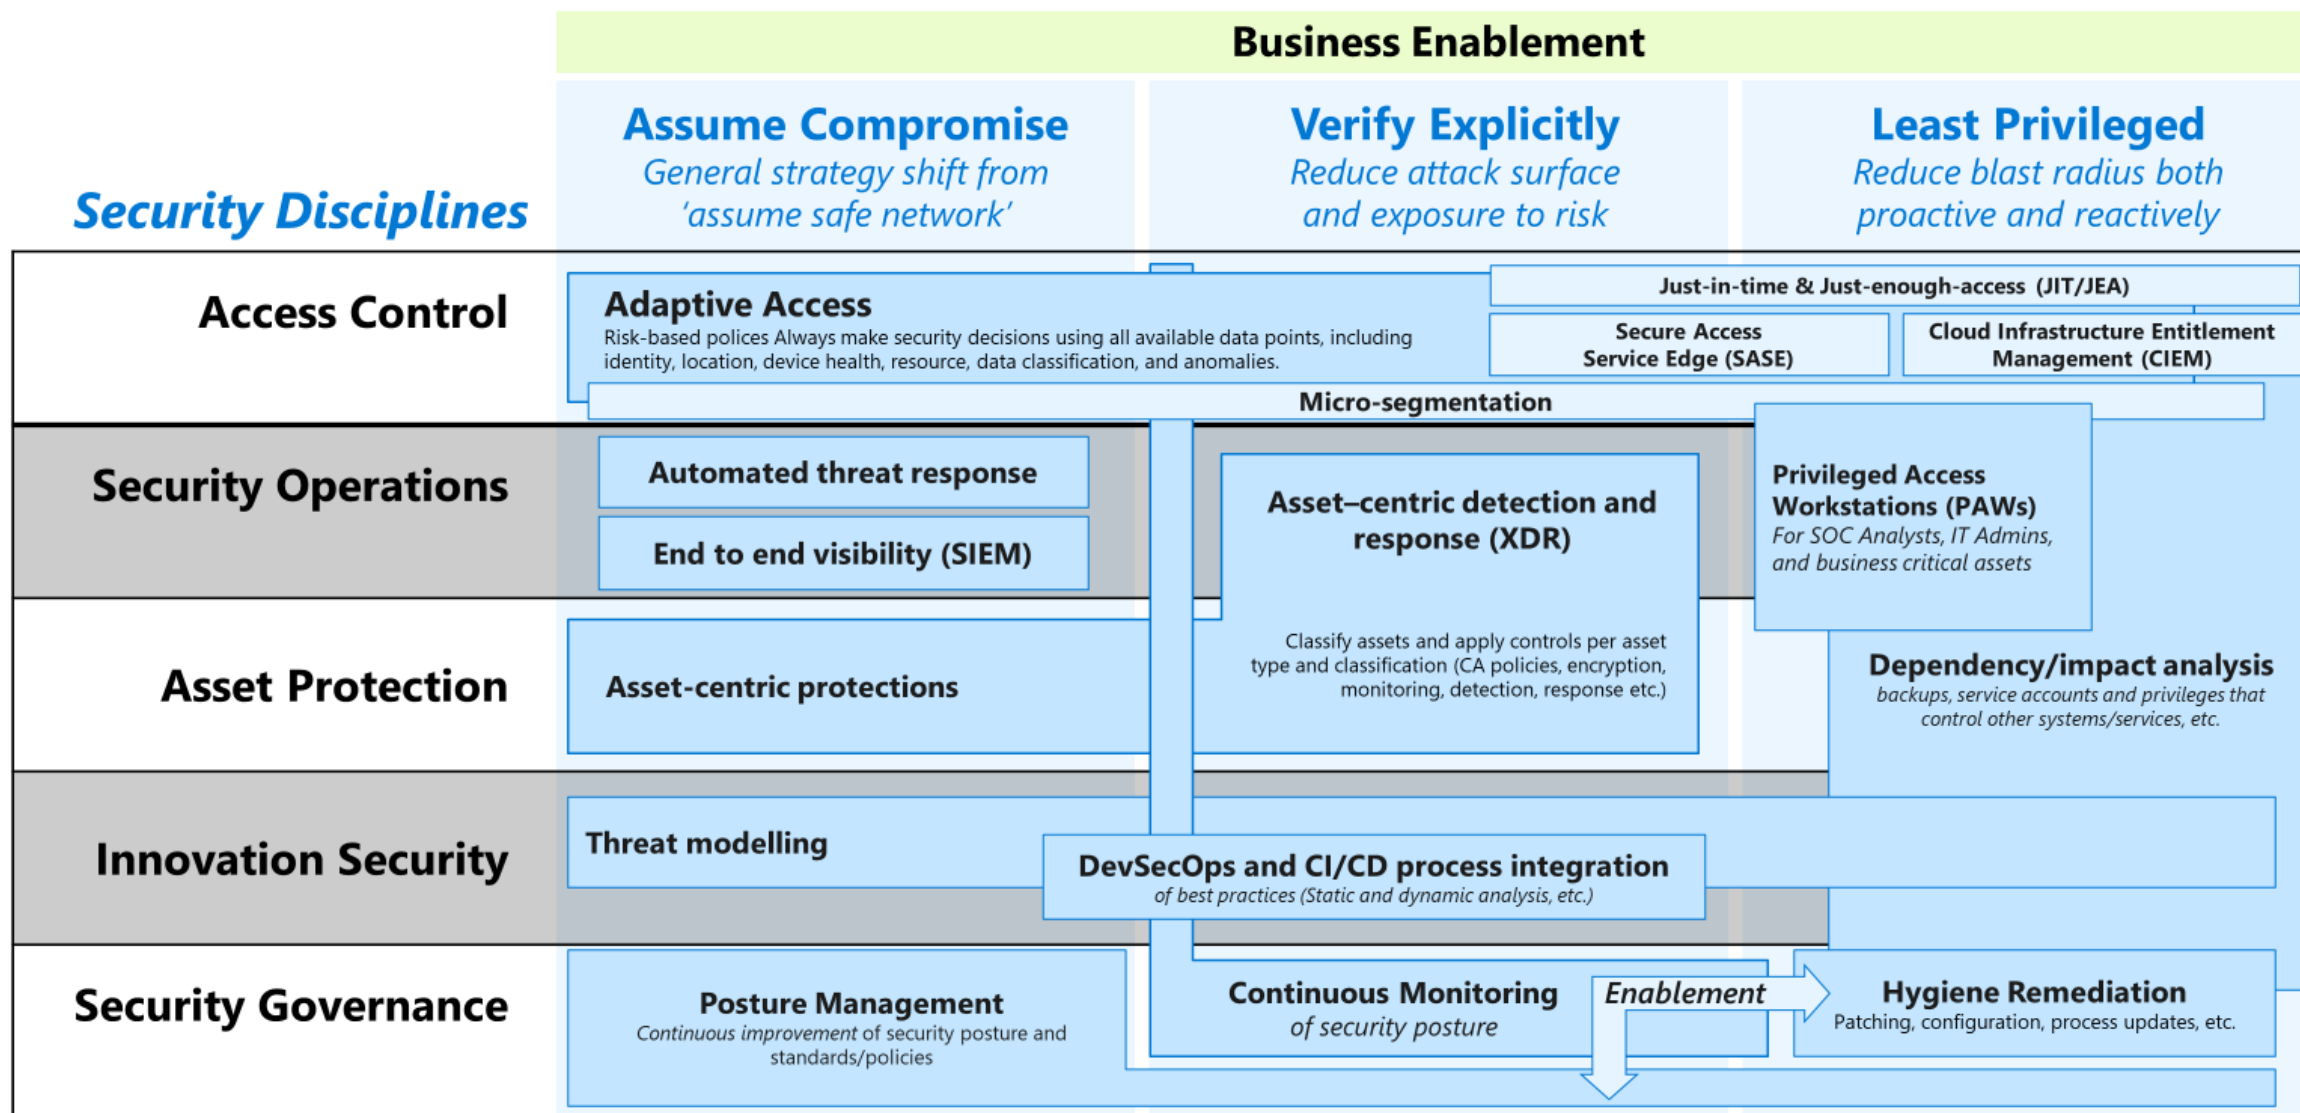 Business Enablement
Assume Compromise
General strategy shift from
‘assume safe network’
Verify Explicitly
Reduce attack surface
and exposure to risk
Least Privileged
Reduce blast radius both
proactive and reactively
Security Disciplines
Access Control
Adaptive Access
Risk-based polices Always make security decisions using all available data points, including
identity, location, device health, resource, data classification, and anomalies.
Just-in-time & Just-enough-access (JIT/JEA)
Secure Access
Service Edge (SASE)
Cloud Infrastructure Entitlement
Management (CIEM)
Micro-segmentation
Security Operations
Automated threat response
End to end visibility (SIEM)
Asset–centric detection and
response (XDR)
Privileged Access
Workstations (PAWs)
For SOC Analysts, IT Admins,
and business critical assets
Asset Protection
Asset-centric protections
Classify assets and apply controls per asset
type and classification (CA policies, encryption,
monitoring, detection, response etc.)
Dependency/impact analysis
backups, service accounts and privileges that
control other systems/services, etc.
Innovation Security
Threat modelling
DevSecOps and CI/CD process integration
of best practices (Static and dynamic analysis, etc.)
Security Governance
Posture Management
Continuous improvement of security posture and
standards/policies
Continuous Monitoring
of security posture
Enablement
Hygiene Remediation
Patching, configuration, process updates, etc.